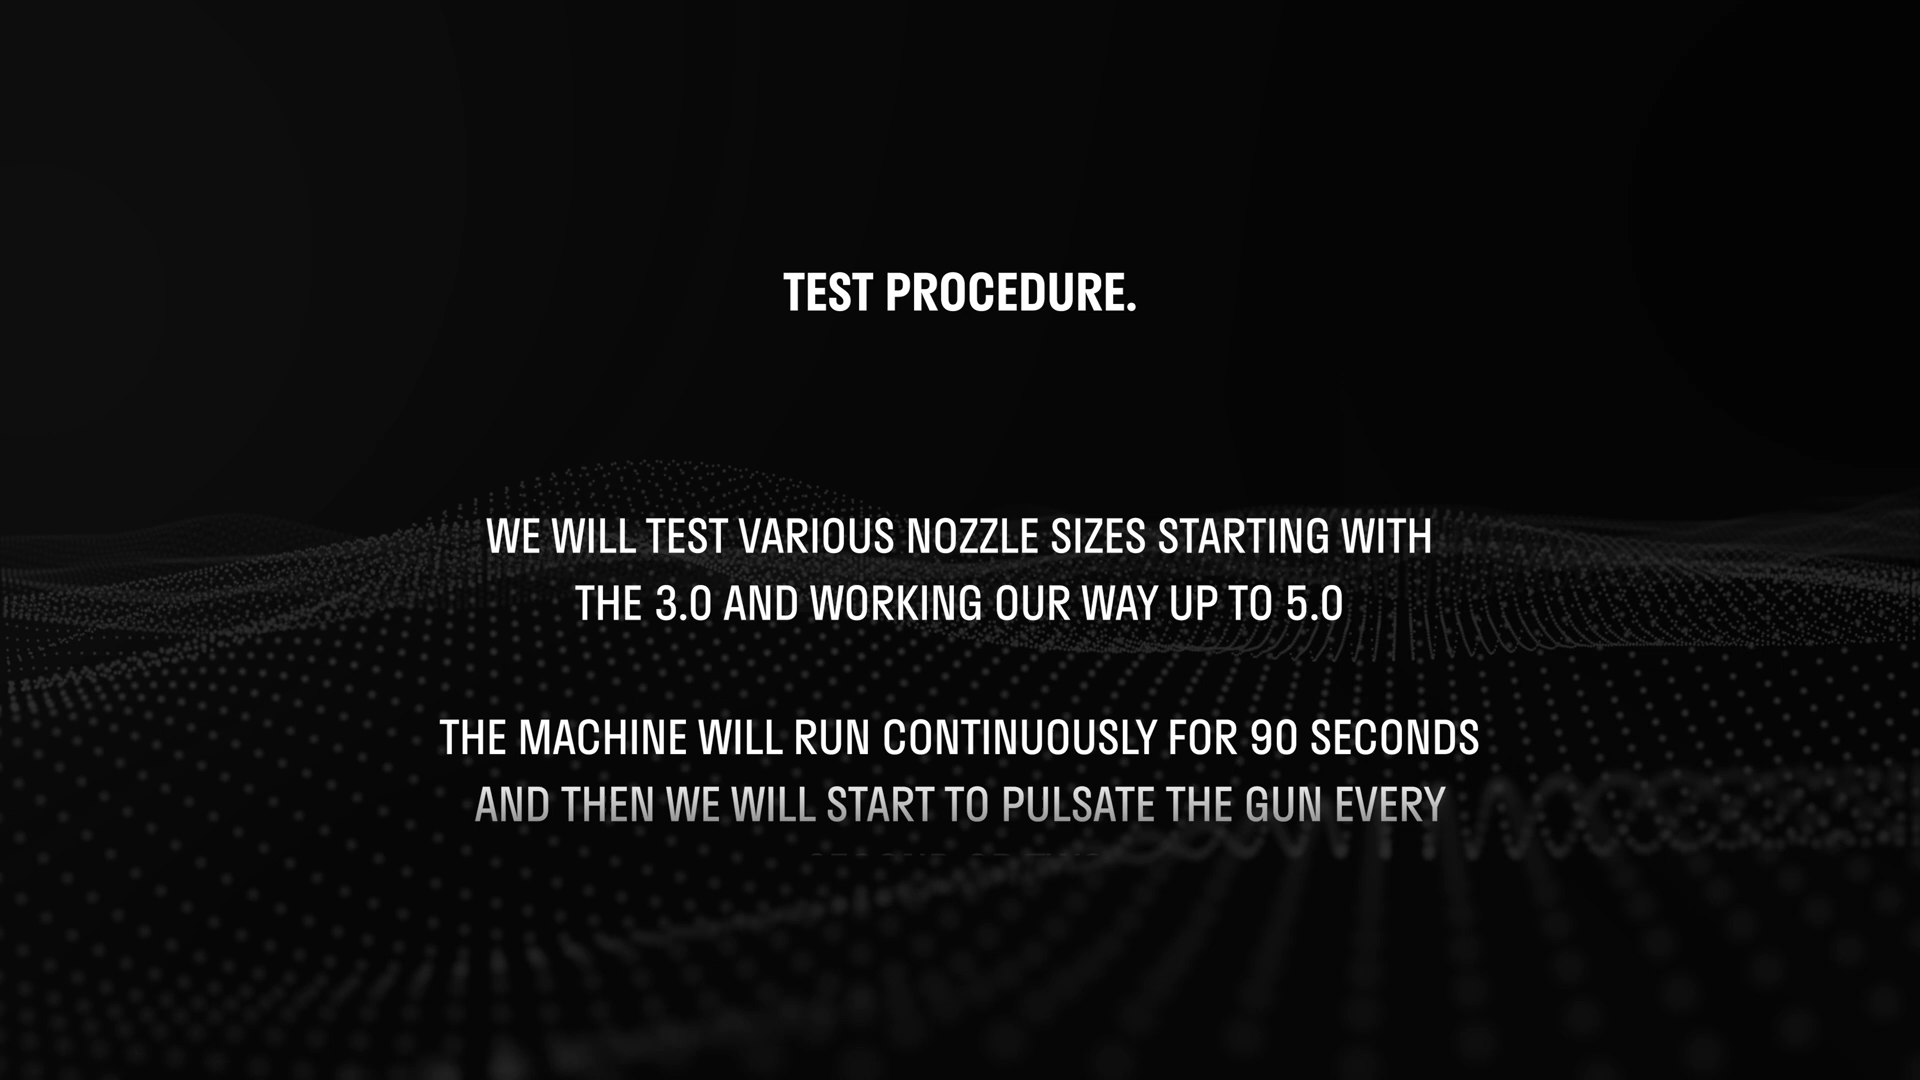 TEST PROCEDURE.
WE WILL TEST VARIOUS NOZZLE SIZES STARTING WITH
THE 3.0 AND WORKING OUR WAY UP TO 5.0
THE MACHINE WILL RUN CONTINUOUSLY FOR 90 SECONDS
AND THEN WE WILL START TO PULSATE THE GUN EVERY